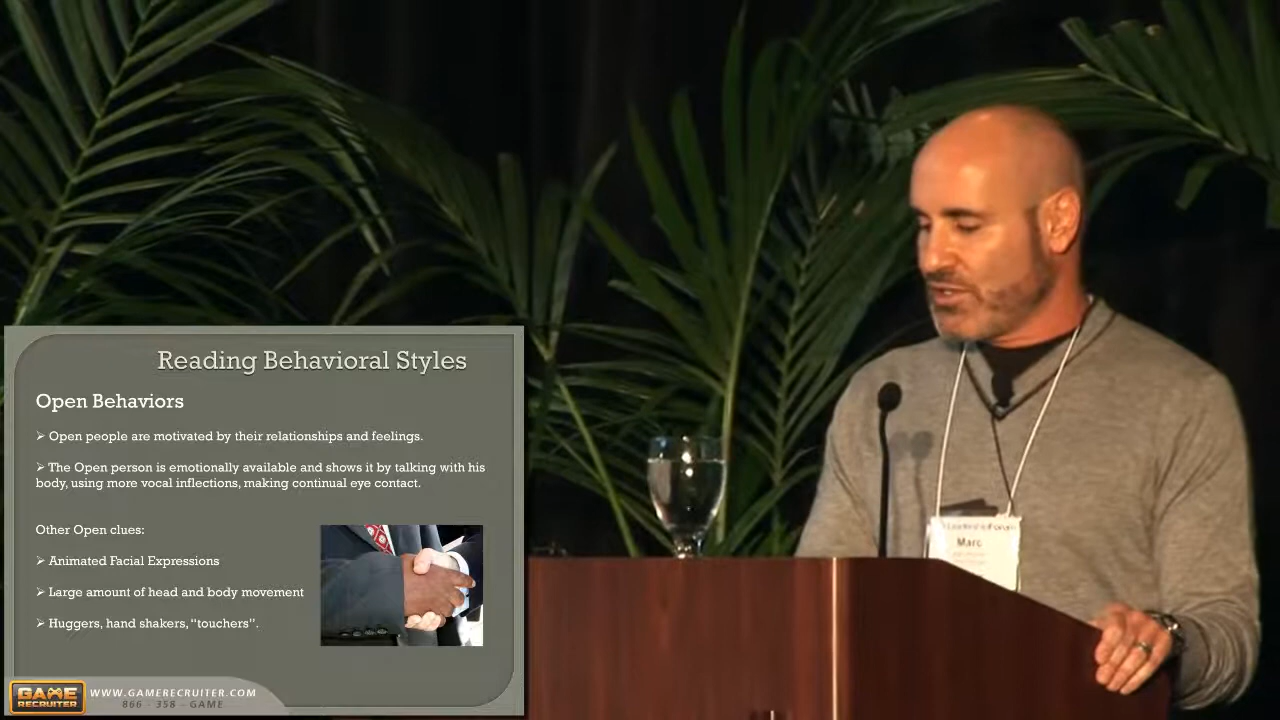 Reading Behavioral Styles
Open Behaviors
➢ Open people are motivated by their relationships and feelings.
➢ The Open person is emotionally available and shows it by talking with his
body, using more vocal inflections, making continual eye contact.
Other Open clues:
➢ Animated Facial Expressions
➢ Large amount of head and body movement
➢ Huggers, hand shakers, “touchers”.
GAME
RECRUITER
WWW.GAMERECRUITER.COM
866 - 358 - GAME
Marc